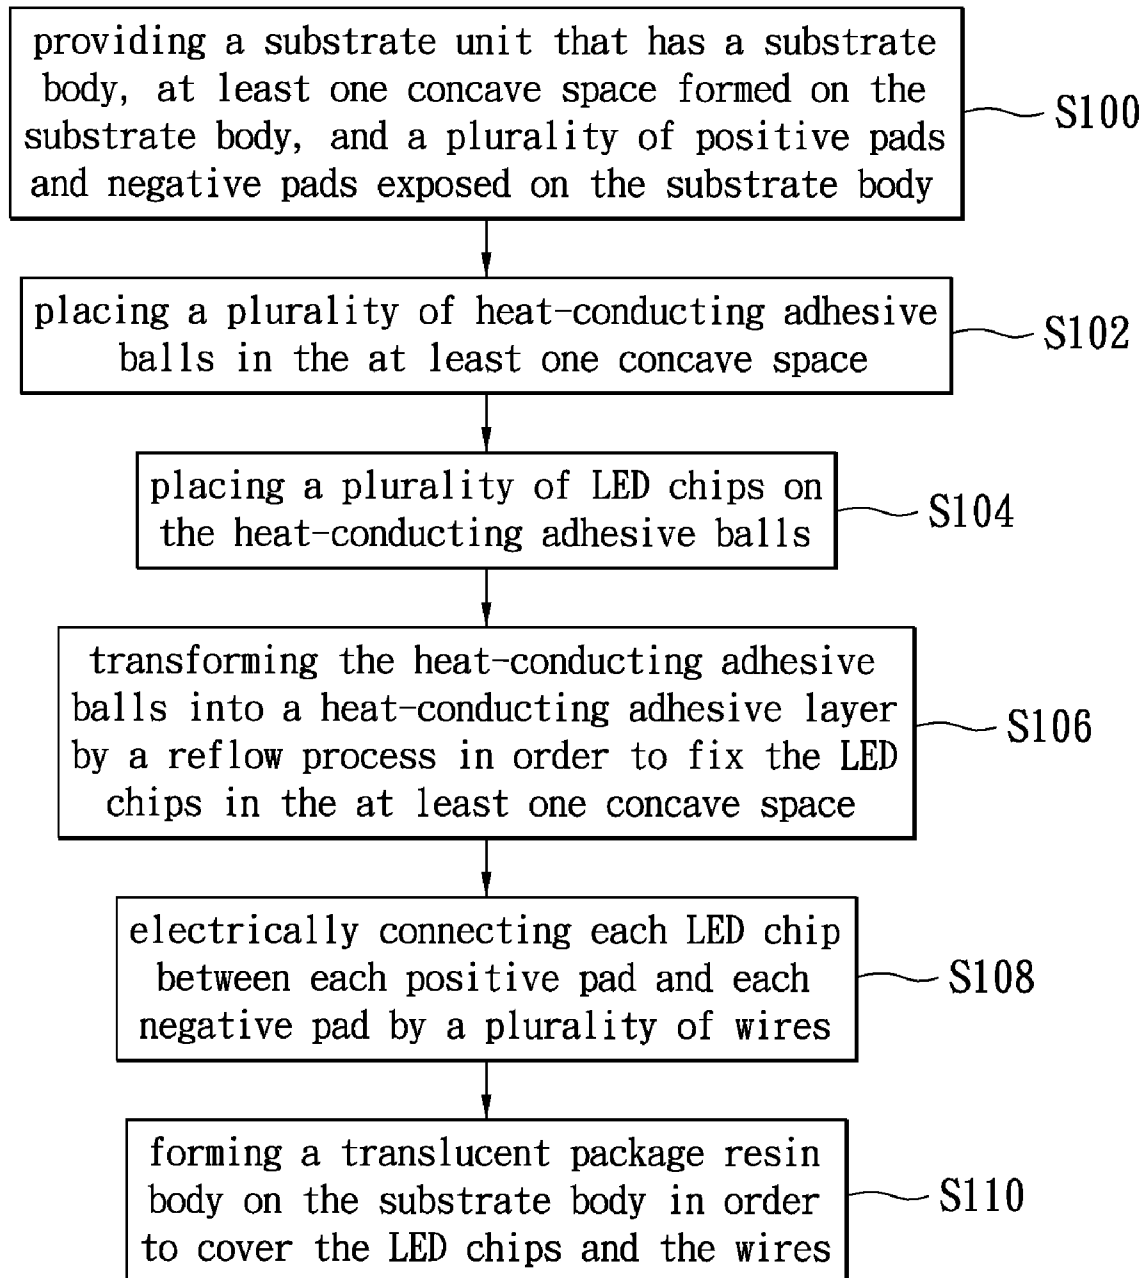 providing a substrate unit that has a substrate
body, at least one concave space formed on the
substrate body, and a plurality of positive pads
and negative pads exposed on the substrate body
S100
placing a plurality of heat-conducting adhesive
balls in the at least one concave space
S102
placing a plurality of LED chips on
the heat-conducting adhesive balls
S104
transforming the heat-conducting adhesive
balls into a heat-conducting adhesive layer
by a reflow process in order to fix the LED
chips in the at least one concave space
S106
electrically connecting each LED chip
between each positive pad and each
negative pad by a plurality of wires
S108
forming a translucent package resin
body on the substrate body in order
to cover the LED chips and the wires
S110